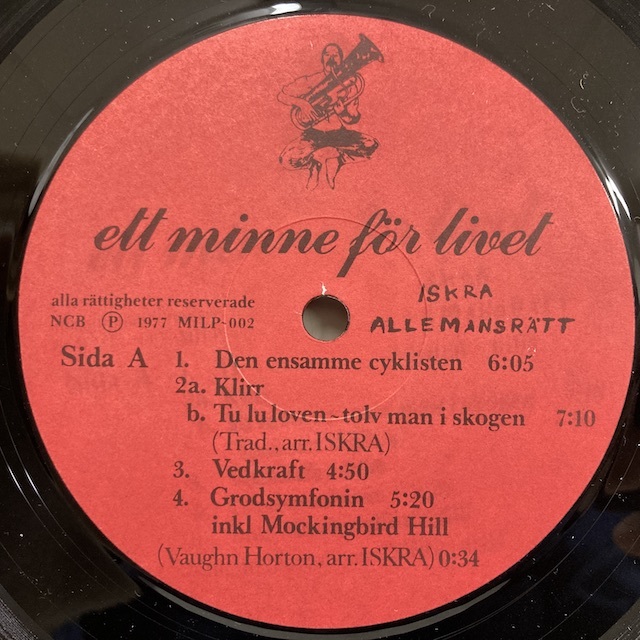 ett minne för livet
ISKRA
ALLEMANSRÄTT
alla rättigheter reserverade
NCB Ⓟ 1977 MILP-002
Sida A 1. Den ensamme cyklisten 6:05
2a. Klirr
b. Tu lu loven - tolv man i skogen 7:10
(Trad., arr. ISKRA)
3. Vedkraft 4:50
4. Grodsymfonin 5:20
inkl Mockingbird Hill
(Vaughn Horton, arr. ISKRA) 0:34